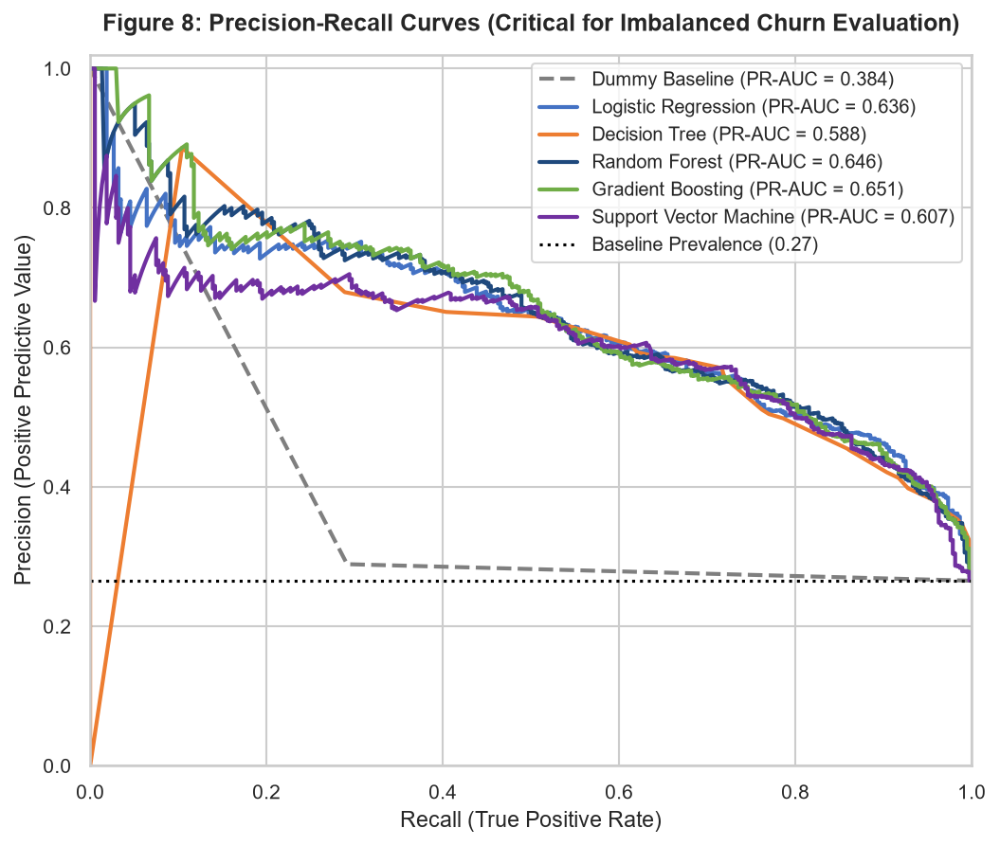 Figure 8: Precision-Recall Curves (Critical for Imbalanced Churn Evaluation)
Dummy Baseline (PR-AUC = 0.384)
Logistic Regression (PR-AUC = 0.636)
Decision Tree (PR-AUC = 0.588)
Random Forest (PR-AUC = 0.646)
Gradient Boosting (PR-AUC = 0.651)
Support Vector Machine (PR-AUC = 0.607)
Baseline Prevalence (0.27)
Precision (Positive Predictive Value)
1.0
0.8
0.6
0.4
0.2
0.0
0.0 0.2 0.4 0.6 0.8 1.0
Recall (True Positive Rate)